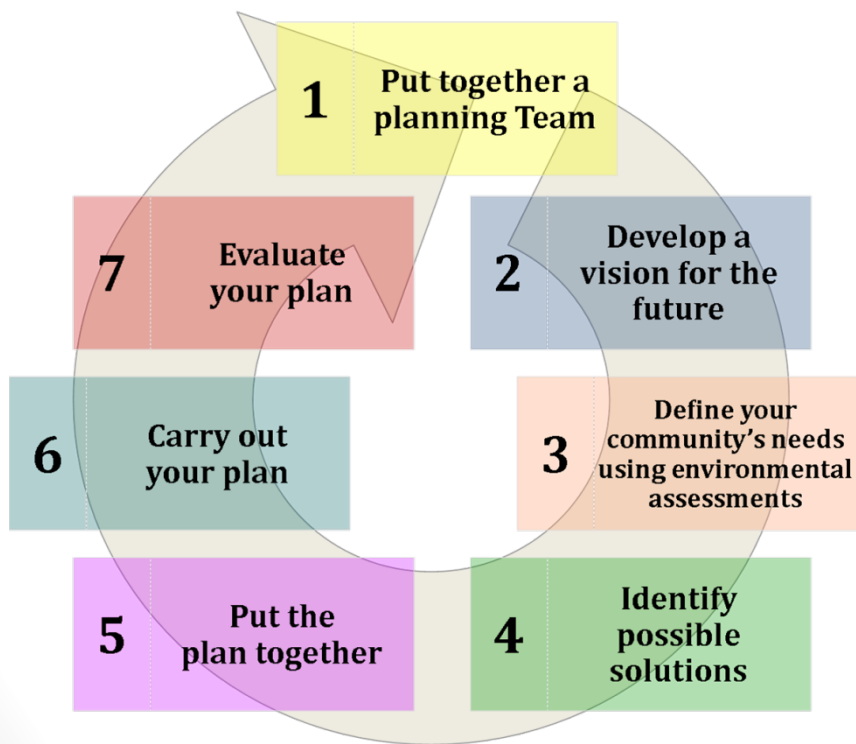 1
Put together a
planning Team
2
Develop a
vision for the
future
3
Define your
community’s needs
using environmental
assessments
4
Identify
possible
solutions
5
Put the
plan together
6
Carry out
your plan
7
Evaluate
your plan